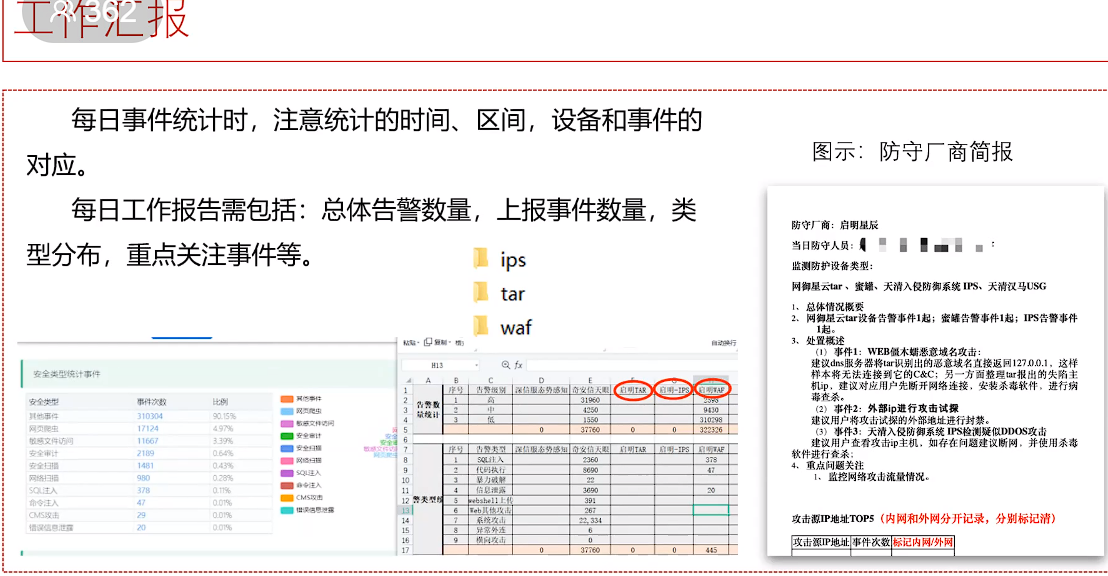 工作汇报
362
每日事件统计时，注意统计的时间、区间，设备和事件的
对应。
每日工作报告需包括：总体告警数量，上报事件数量，类
型分布，重点关注事件等。
ips
tar
waf
安全类型统计事件
安全类型 事件次数 比例
其他事件 310304 90.15%
网页爬虫 17124 4.97%
敏感文件访问 11667 3.39%
安全审计 2189 0.64%
安全扫描 1481 0.43%
网络扫描 980 0.28%
SQL注入 378 0.11%
命令注入 47 0.01%
CMS攻击 29 0.01%
错误信息泄露 20 0.01%
其他事件
网页爬虫
敏感文件访问
安全审计
安全扫描
网络扫描
SQL注入
命令注入
CMS攻击
错误信息泄露
粘贴 复制 自动换行
H13 fx
A B C D E F G
1 告警数量统计 序号 告警级别 深信服态势感知 奇安信天眼 启明TAR 启明-IPS 启明WAF
2 1 高 31960 2598
3 2 中 4250 9430
4 3 低 1550 310298
5 0 37760 0 0 322326
6
7 序号 告警类型 深信服态势感知 奇安信天眼 启明TAR 启明-IPS 启明WAF
8 1 SQL注入 2360 378
9 2 代码执行 8690 47
10 3 暴力破解 22
11 4 信息泄露 3690 20
12 5 webshell上传 391
13 6 Web其他攻击 267
14 7 系统攻击 22,334
15 8 异常外连 6
16 9 横向攻击 0
17 0 37760 0 0 445
图示：防守厂商简报
防守厂商：启明星辰
当日防守人员：
监测防护设备类型：
网御星云tar 、蜜罐、天清入侵防御系统 IPS、天清汉马USG
1、 总体情况概要
2、 网御星云tar设备告警事件1起；蜜罐告警事件1起；IPS告警事件
1起。
3、 处置概述
（1） 事件1：WEB僵木蠕恶意域名攻击：
建议dns服务器将tar识别出的恶意域名直接返回127.0.0.1，这样
样本将无法连接到它的C&C；另一方面整理tar报出的失陷主
机ip，建议对应用户先断开网络连接，安装杀毒软件，进行病
毒查杀。
（2） 事件2：外部ip进行攻击试探
建议用户将攻击试探的外部地址进行封禁。
（3） 事件3：天清入侵防御系统 IPS检测疑似DDOS攻击
建议用户查看攻击ip主机，如存在问题建议断网，并使用杀毒
软件进行查杀；
4、 重点问题关注
1、 监控网络攻击流量情况。
攻击源IP地址TOP5（内网和外网分开记录，分别标记清）
攻击源IP地址 事件次数 标记内网/外网